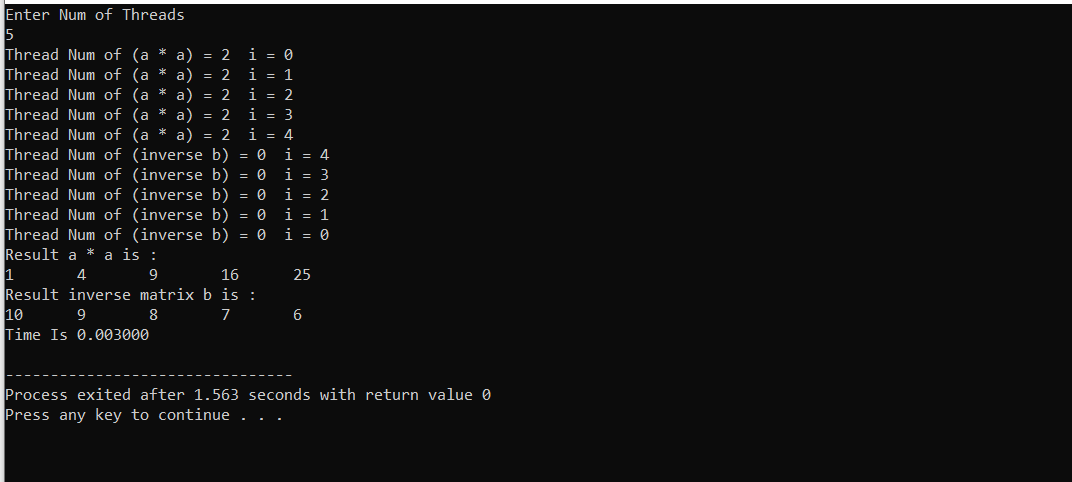 Enter Num of Threads
5
Thread Num of (a * a) = 2  i = 0
Thread Num of (a * a) = 2  i = 1
Thread Num of (a * a) = 2  i = 2
Thread Num of (a * a) = 2  i = 3
Thread Num of (a * a) = 2  i = 4
Thread Num of (inverse b) = 0  i = 4
Thread Num of (inverse b) = 0  i = 3
Thread Num of (inverse b) = 0  i = 2
Thread Num of (inverse b) = 0  i = 1
Thread Num of (inverse b) = 0  i = 0
Result a * a is :
1       4       9       16      25
Result inverse matrix b is :
10      9       8       7       6
Time Is 0.003000

--------------------------------
Process exited after 1.563 seconds with return value 0
Press any key to continue . . .